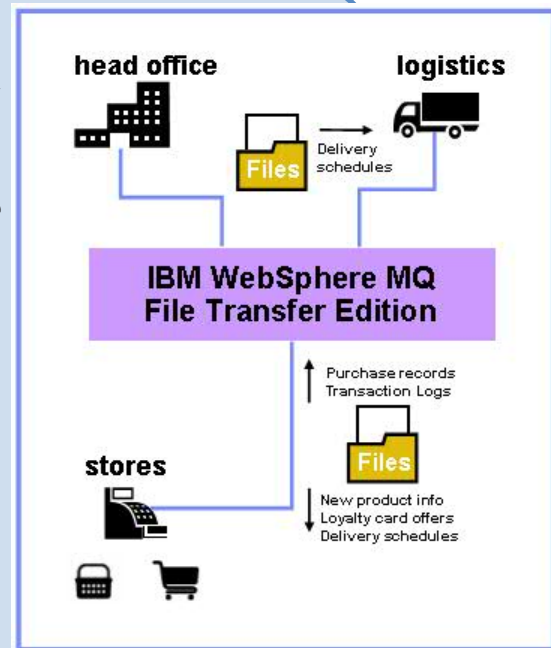 head office
logistics
Files
Delivery
schedules
IBM WebSphere MQ
File Transfer Edition
Purchase records
Transaction Logs
Files
stores
New product info
Loyalty card offers
Delivery schedules